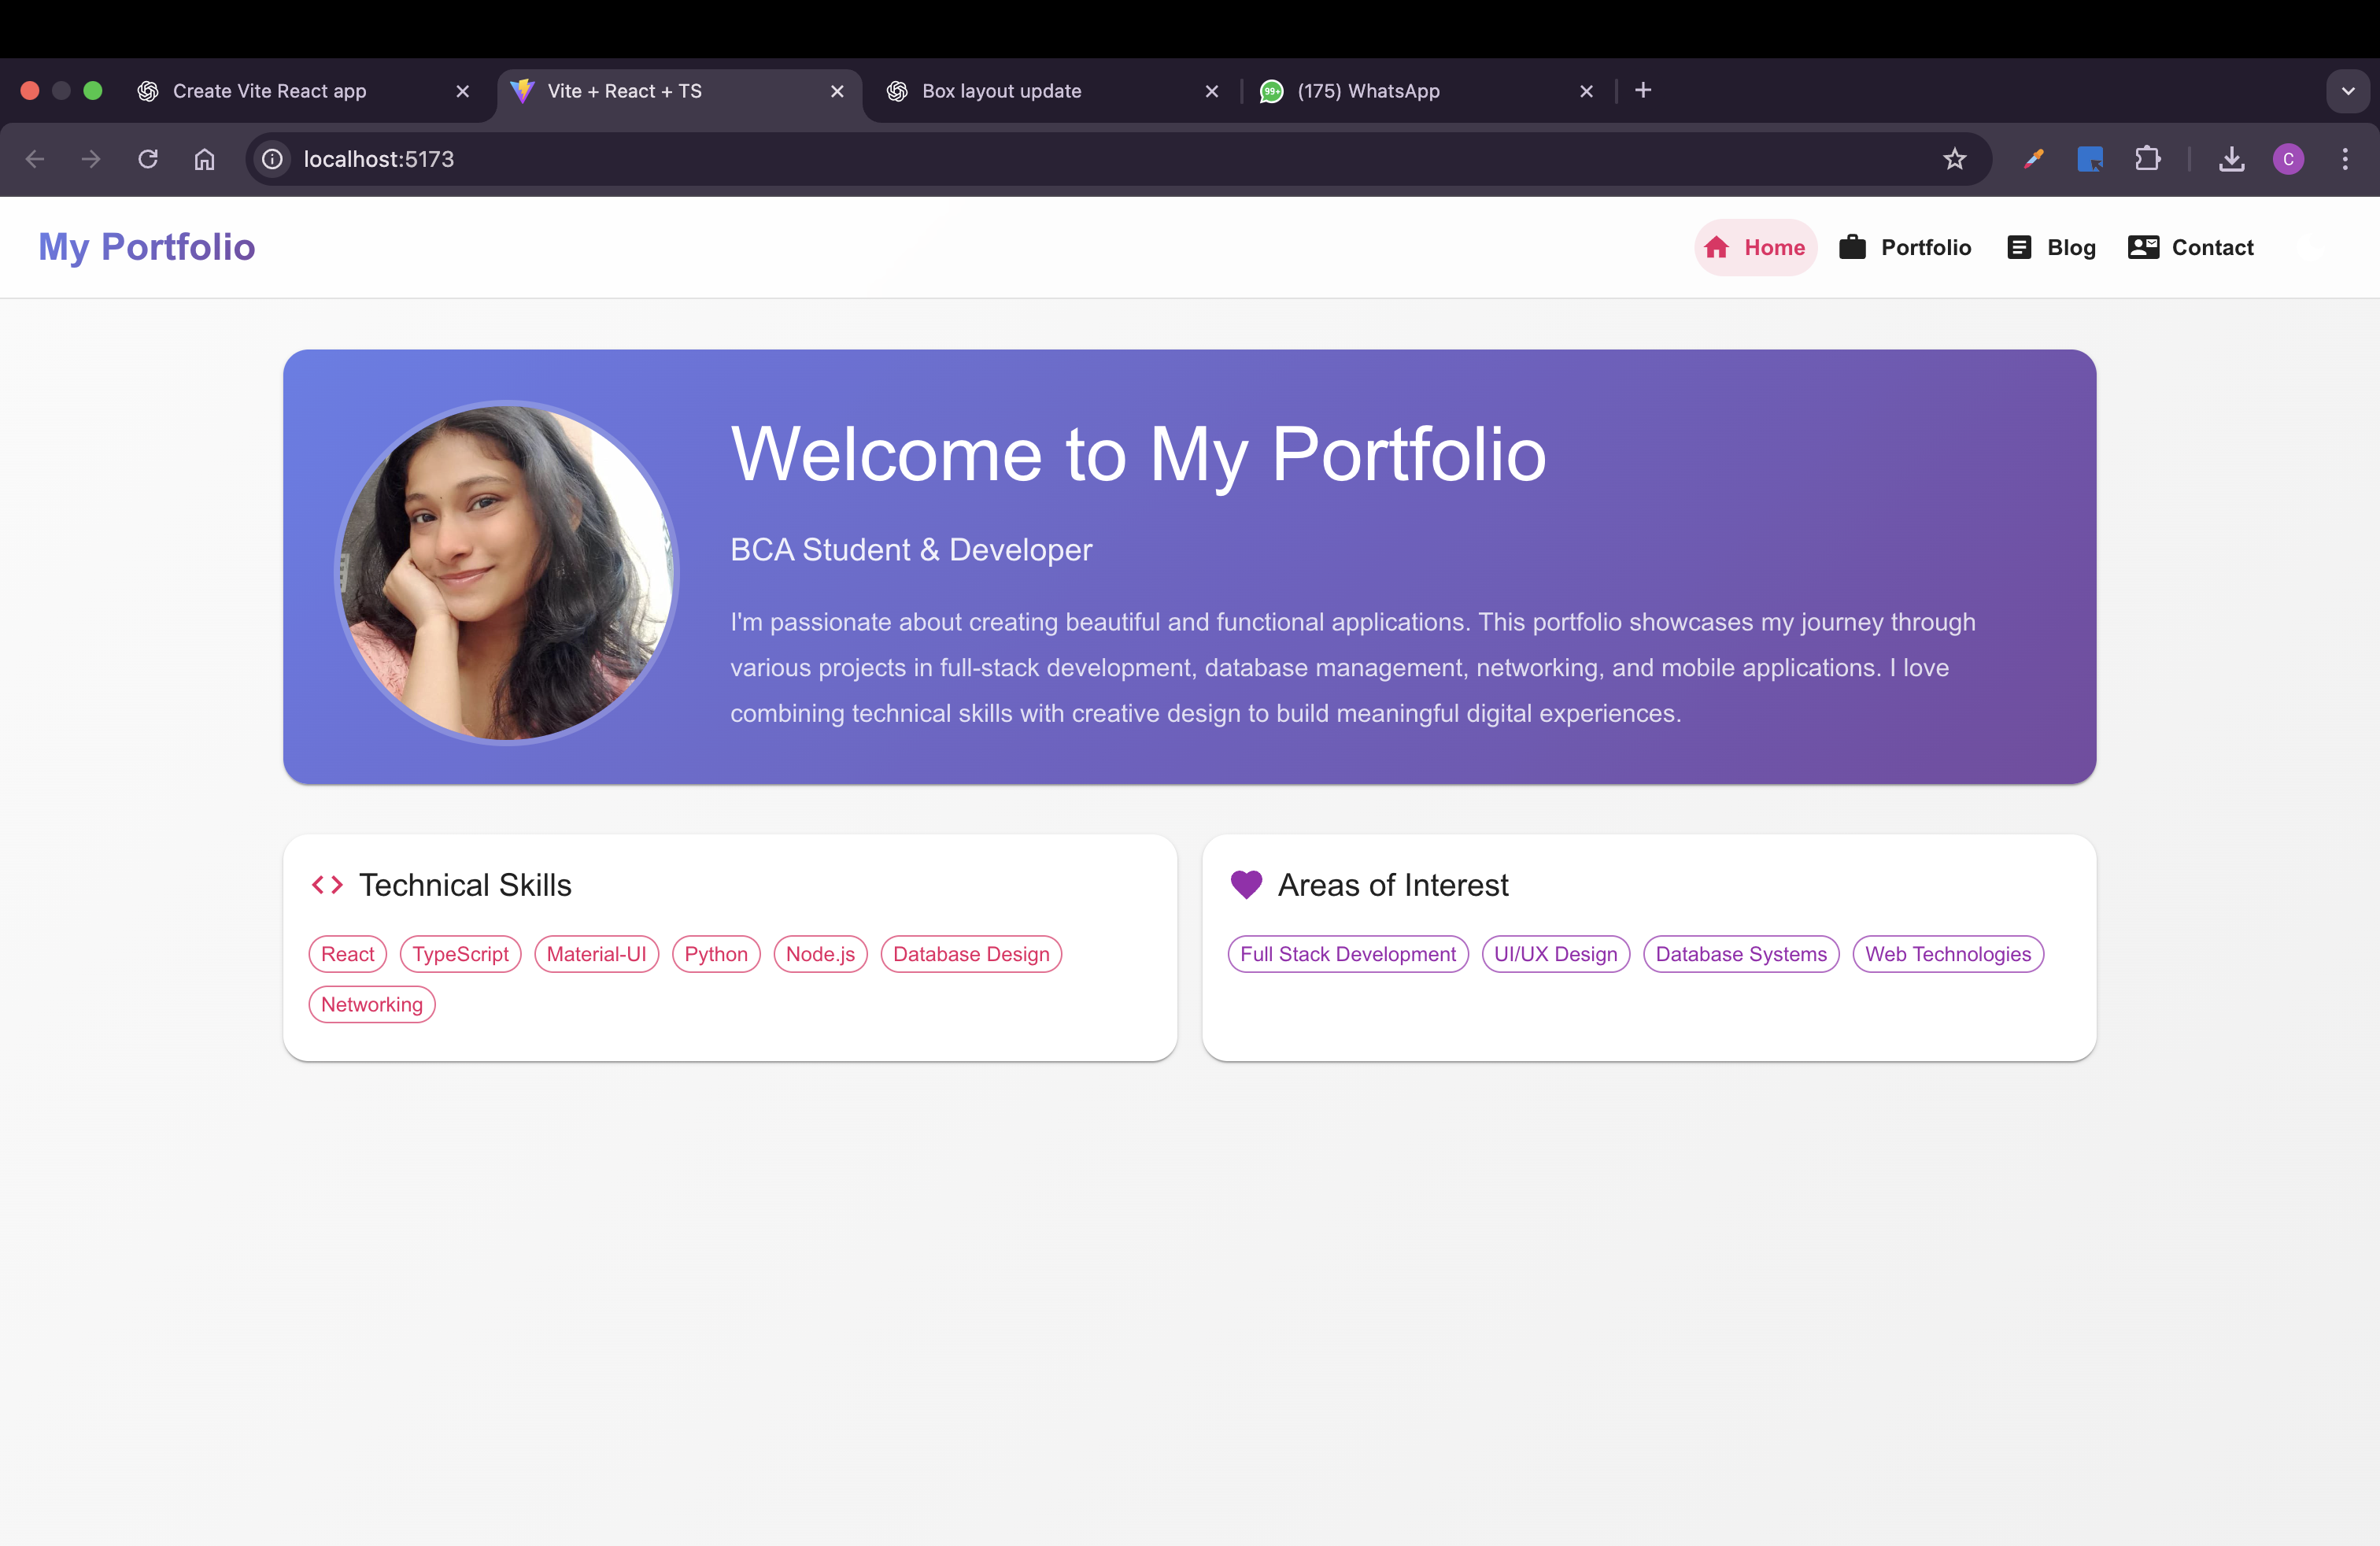 Create Vite React app
Vite + React + TS
Box layout update
99+
(175) WhatsApp
localhost:5173
C
My Portfolio
Home
Portfolio
Blog
Contact
Welcome to My Portfolio
BCA Student & Developer
I'm passionate about creating beautiful and functional applications. This portfolio showcases my journey through
various projects in full-stack development, database management, networking, and mobile applications. I love
combining technical skills with creative design to build meaningful digital experiences.
Technical Skills
React TypeScript Material-UI Python Node.js Database Design
Networking
Areas of Interest
Full Stack Development UI/UX Design Database Systems Web Technologies